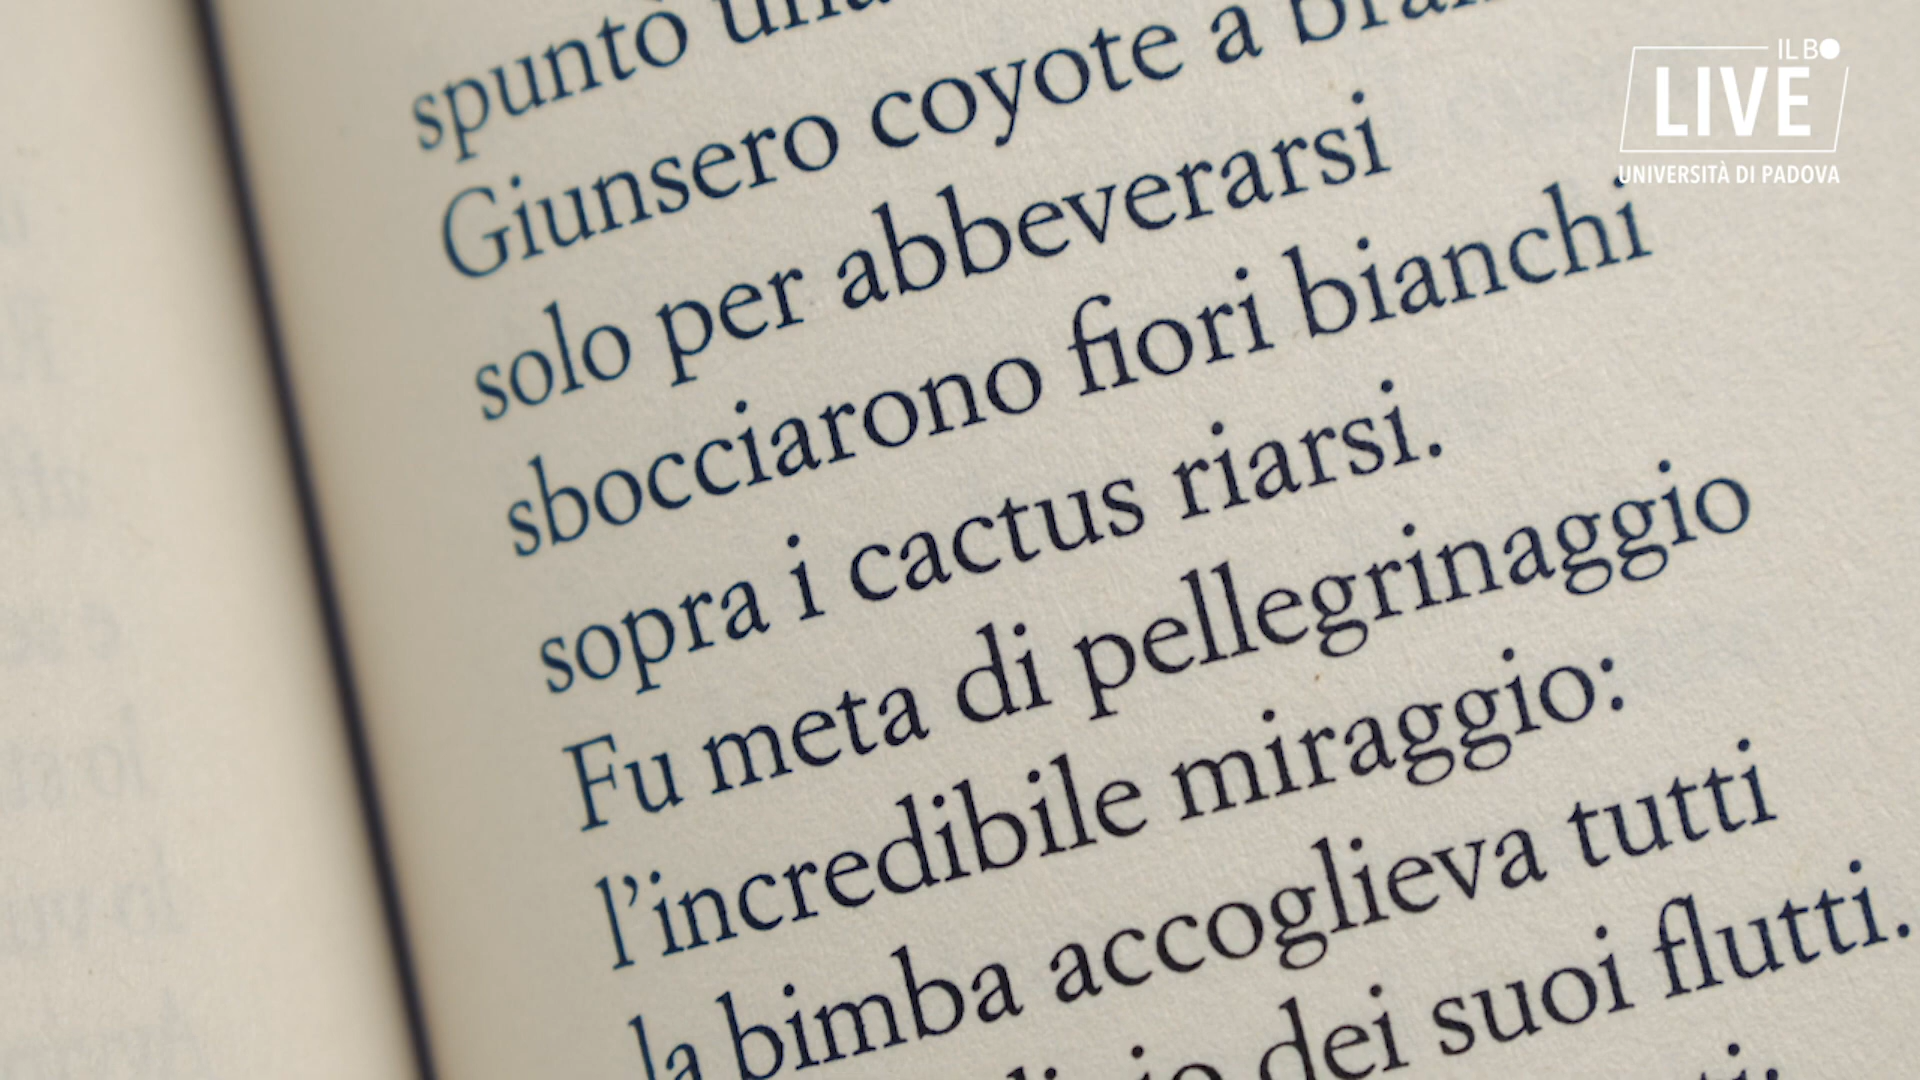 spuntò una
Giunsero coyote a
solo per abbeverarsi
sbocciarono fiori bianchi
sopra i cactus riarsi.
Fu meta di pellegrinaggio
l’incredibile miraggio:
la bimba accoglieva tutti
dei suoi flutti.
IL BO
LIVE
UNIVERSITÀ DI PADOVA